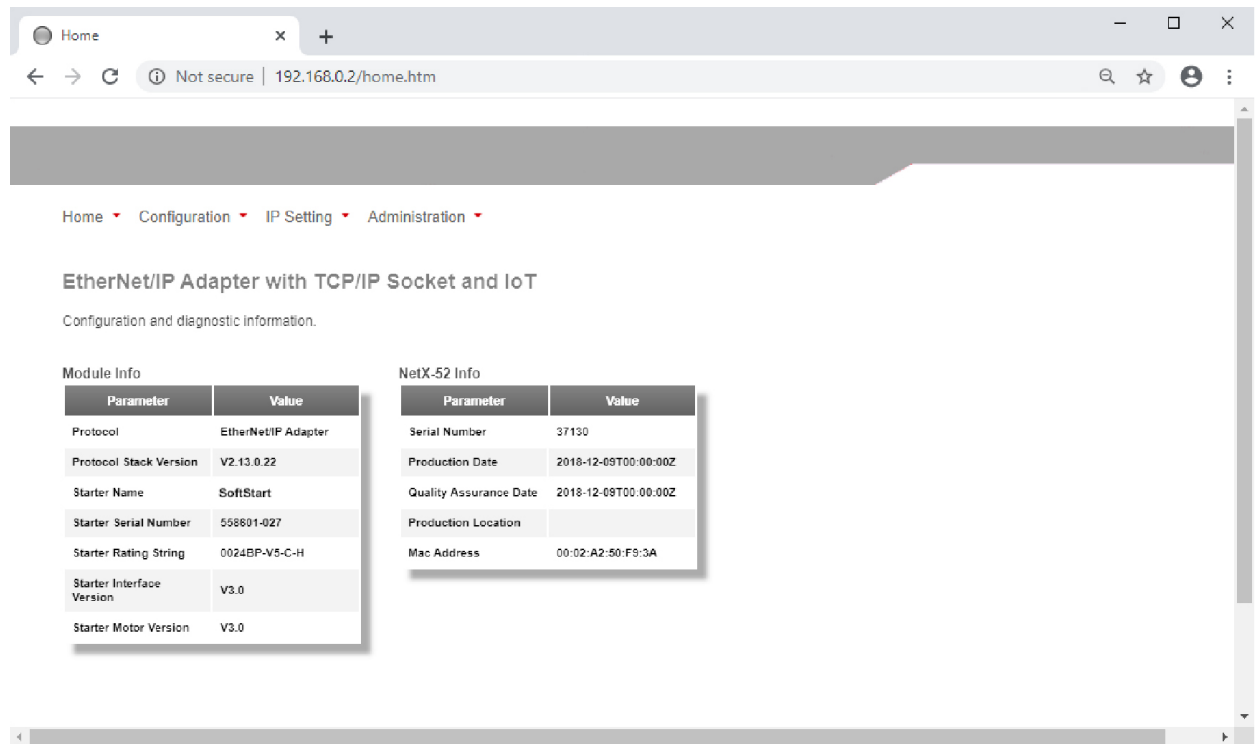 Home
Not secure | 192.168.0.2/home.htm
Home Configuration IP Setting Administration
EtherNet/IP Adapter with TCP/IP Socket and IoT
Configuration and diagnostic information.
Module Info
Parameter Value
Protocol EtherNet/IP Adapter
Protocol Stack Version V2.13.0.22
Starter Name SoftStart
Starter Serial Number 558601-027
Starter Rating String 0024BP-V5-C-H
Starter Interface
Version V3.0
Starter Motor Version V3.0
NetX-52 Info
Parameter Value
Serial Number 37130
Production Date 2018-12-09T00:00:00Z
Quality Assurance Date 2018-12-09T00:00:00Z
Production Location
Mac Address 00:02:A2:50:F9:3A